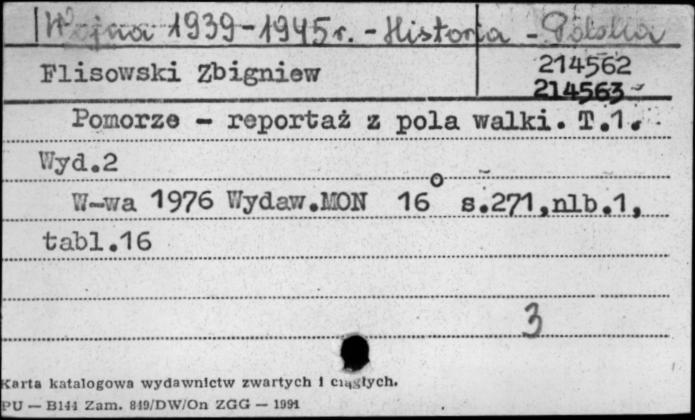 Wojna 1939-1945r. - Historia - Polska
Flisowski Zbigniew 214562
214563
Pomorze - reportaż z pola walki. T.1.
Wyd.2
W-wa 1976 Wydaw.MON 16° s.271,nlb.1,
tabl.16
3
Karta katalogowa wydawnictw zwartych i ciągłych.
PU — B144 Zam. 849/DW/On ZGG — 1991